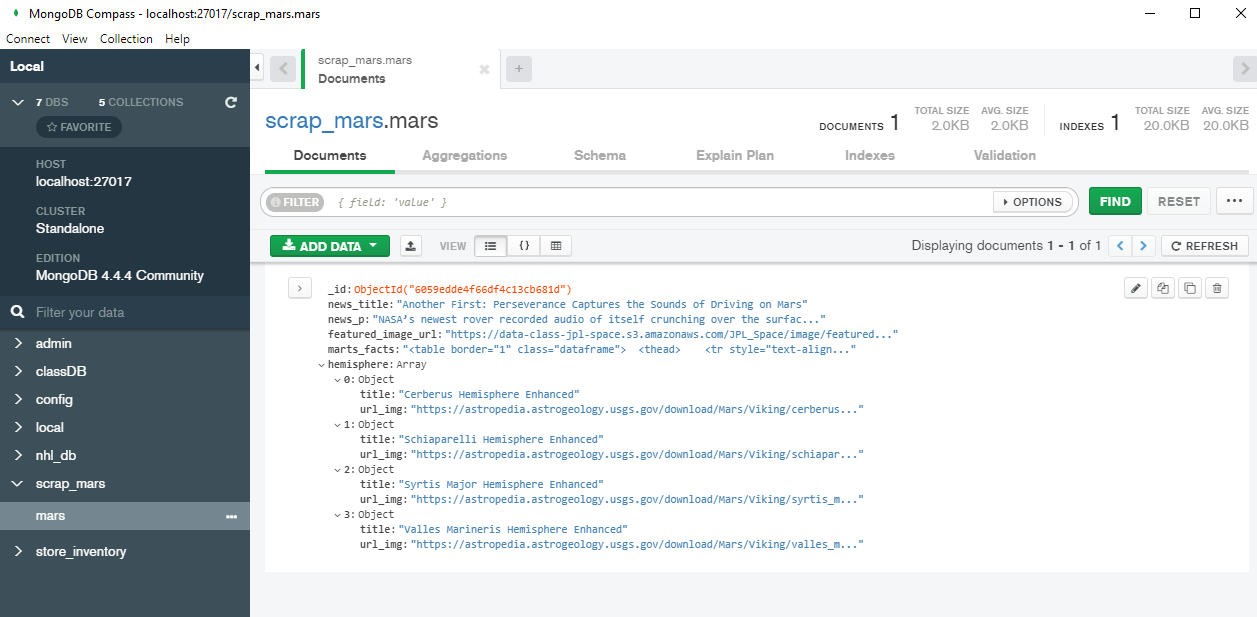 MongoDB Compass - localhost:27017/scrap_mars.mars
Connect View Collection Help
Local
7 DBS 5 COLLECTIONS
FAVORITE
HOST
localhost:27017
CLUSTER
Standalone
EDITION
MongoDB 4.4.4 Community
Filter your data
admin
classDB
config
local
nhl_db
scrap_mars
mars
store_inventory
scrap_mars.mars
Documents
scrap_mars.mars
DOCUMENTS 1 TOTAL SIZE 2.0KB AVG. SIZE 2.0KB INDEXES 1 TOTAL SIZE 20.0KB AVG. SIZE 20.0KB
Documents Aggregations Schema Explain Plan Indexes Validation
FILTER { field: 'value' } OPTIONS FIND RESET ...
ADD DATA VIEW {} Displaying documents 1 - 1 of 1 REFRESH
_id: ObjectId("6059edde4f66df4c13cb681d")
news_title: "Another First: Perseverance Captures the Sounds of Driving on Mars"
news_p: "NASA’s newest rover recorded audio of itself crunching over the surfac..."
featured_image_url: "https://data-class-jpl-space.s3.amazonaws.com/JPL_Space/image/featured..."
marts_facts: "<table border="1" class="dataframe"> <thead> <tr style="text-align..."
hemisphere: Array
0: Object
title: "Cerberus Hemisphere Enhanced"
url_img: "https://astropedia.astrogeology.usgs.gov/download/Mars/Viking/cerberus..."
1: Object
title: "Schiaparelli Hemisphere Enhanced"
url_img: "https://astropedia.astrogeology.usgs.gov/download/Mars/Viking/schiapar..."
2: Object
title: "Syrtis Major Hemisphere Enhanced"
url_img: "https://astropedia.astrogeology.usgs.gov/download/Mars/Viking/syrtis_m..."
3: Object
title: "Valles Marineris Hemisphere Enhanced"
url_img: "https://astropedia.astrogeology.usgs.gov/download/Mars/Viking/valles_m..."